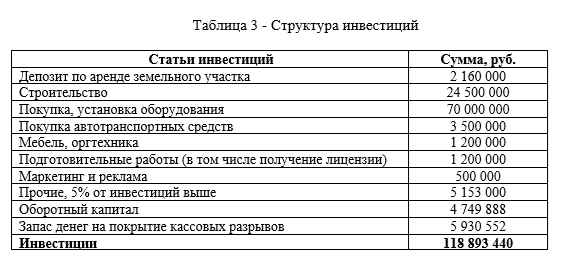 Таблица 3 - Структура инвестиций
Статьи инвестиций Сумма, руб.
Депозит по аренде земельного участка 2 160 000
Строительство 24 500 000
Покупка, установка оборудования 70 000 000
Покупка автотранспортных средств 3 500 000
Мебель, оргтехника 1 200 000
Подготовительные работы (в том числе получение лицензии) 1 200 000
Маркетинг и реклама 500 000
Прочие, 5% от инвестиций выше 5 153 000
Оборотный капитал 4 749 888
Запас денег на покрытие кассовых разрывов 5 930 552
Инвестиции 118 893 440